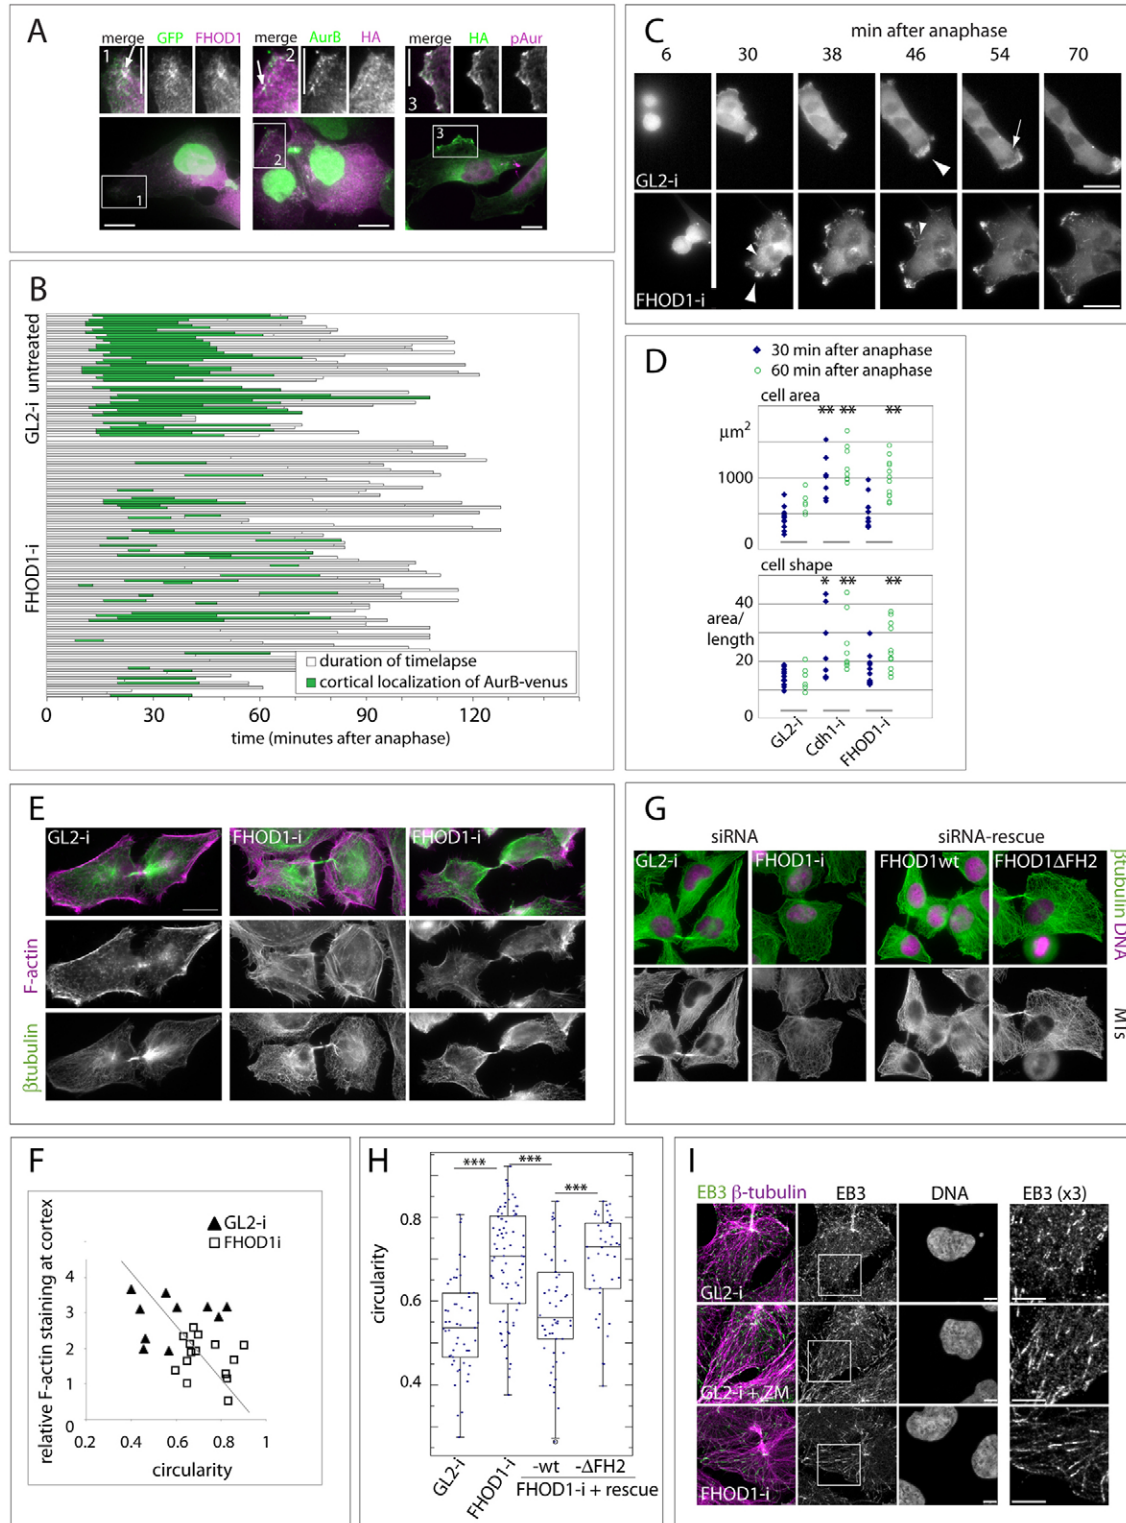 A
merge GFP FHOD1
merge AurB HA
merge HA pAur
1
2
3
1
2
3
B
untreated
GL2-i
FHOD1-i
duration of timelapse
cortical localization of AurB-venus
0 30 60 90 120
time (minutes after anaphase)
C
min after anaphase
6 30 38 46 54 70
GL2-i
FHOD1-i
D
30 min after anaphase
60 min after anaphase
cell area
** ** **
µm2
1000
0
cell shape
* ** **
40
area/
length
20
0
GL2-i Cdh1-i FHOD1-i
E
GL2-i FHOD1-i FHOD1-i
F-actin
βtubulin
G
siRNA siRNA-rescue
GL2-i FHOD1-i FHOD1wt FHOD1ΔFH2
βtubulin DNA
MTs
F
GL2-i
FHOD1i
relative F-actin staining at cortex
4
3
2
1
0
0.2 0.4 0.6 0.8 1
circularity
H
*** *** ***
circularity
0.8
0.6
0.4
GL2-i FHOD1-i -wt -ΔFH2
FHOD1-i + rescue
I
EB3 β-tubulin EB3 DNA EB3 (x3)
GL2-i
GL2-i + ZM
FHOD1-i